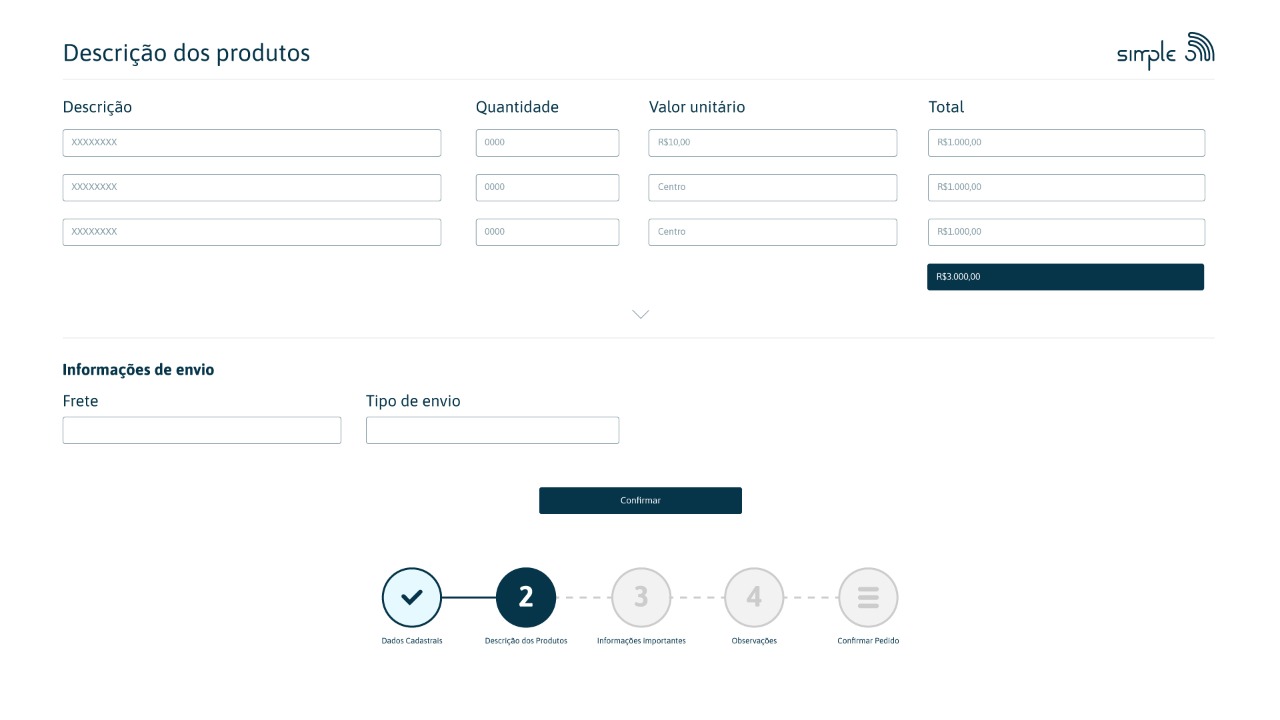 Descrição dos produtos
simple
Descrição Quantidade Valor unitário Total
XXXXXXXX 0000 R$10,00 R$1.000,00
XXXXXXXX 0000 Centro R$1.000,00
XXXXXXXX 0000 Centro R$1.000,00
R$3.000,00
Informações de envio
Frete Tipo de envio
Confirmar
2 3 4
Dados Cadastrais Descrição dos Produtos Informações Importantes Observações Confirmar Pedido